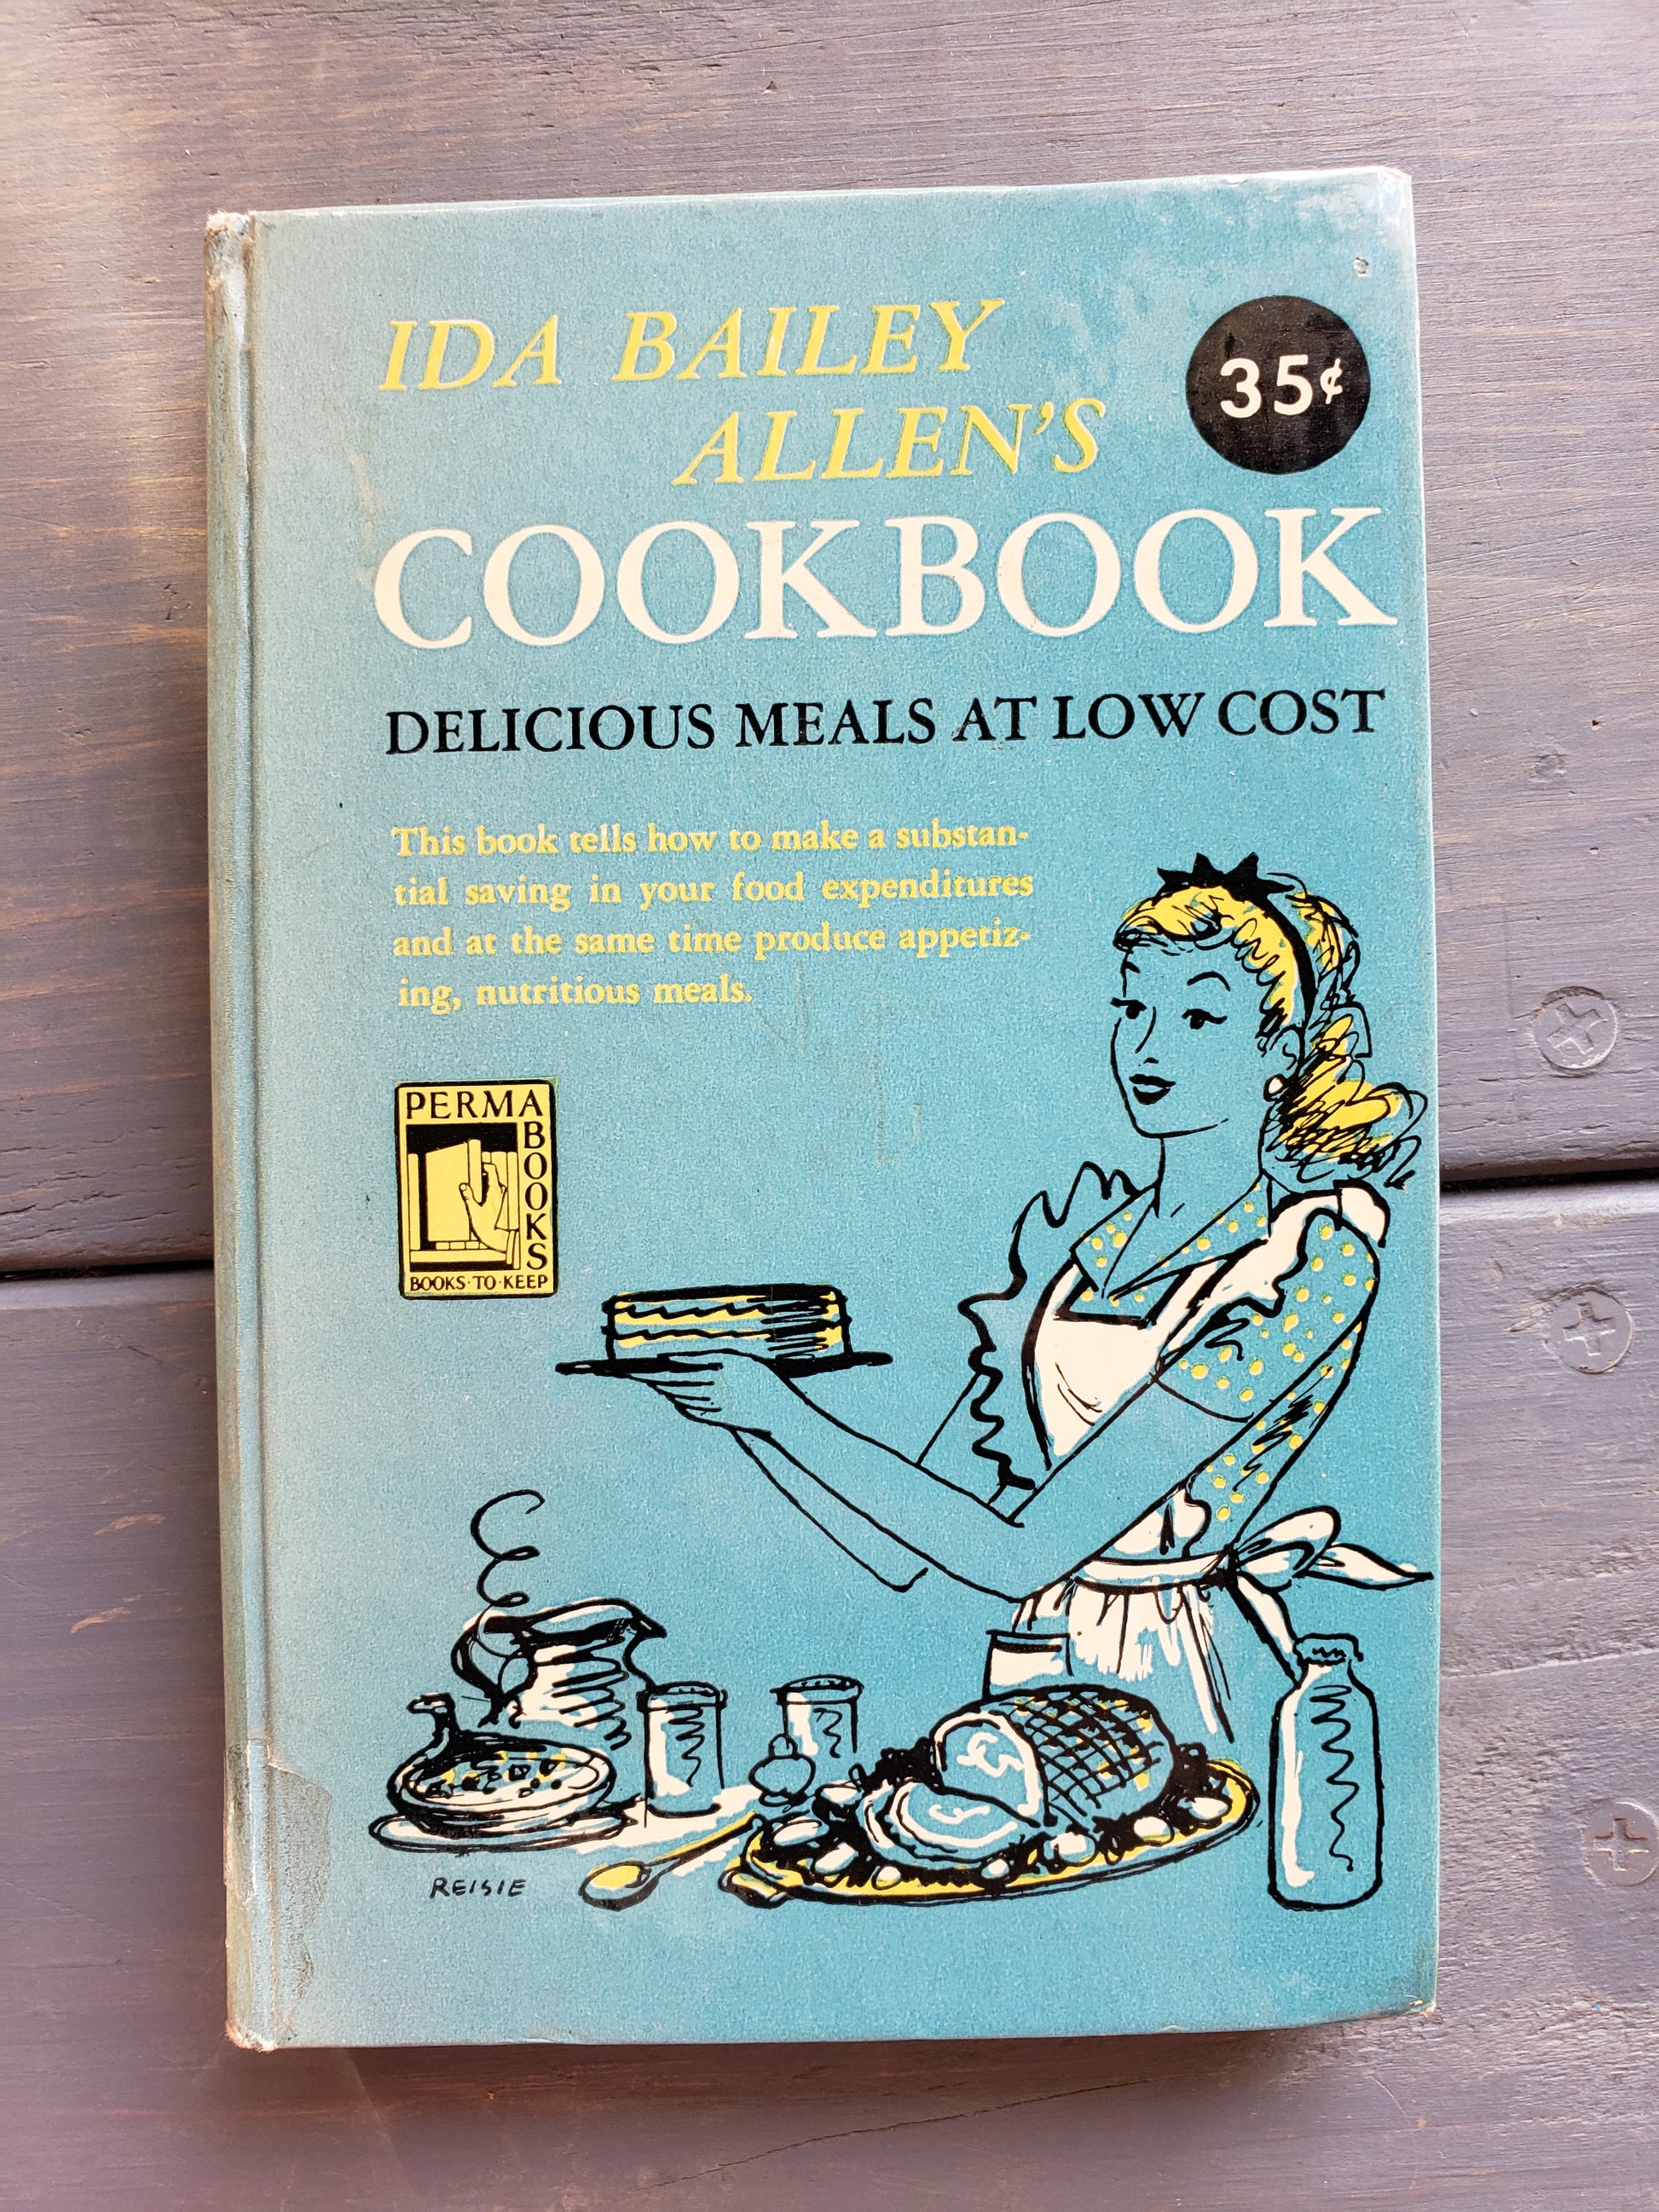 IDA BAILEY
ALLEN'S
35¢
COOKBOOK
DELICIOUS MEALS AT LOW COST
This book tells how to make a substan-
tial saving in your food expenditures
and at the same time produce appetiz-
ing, nutritious meals.
PERMA
BOOKS
BOOKS·TO·KEEP
REISIE